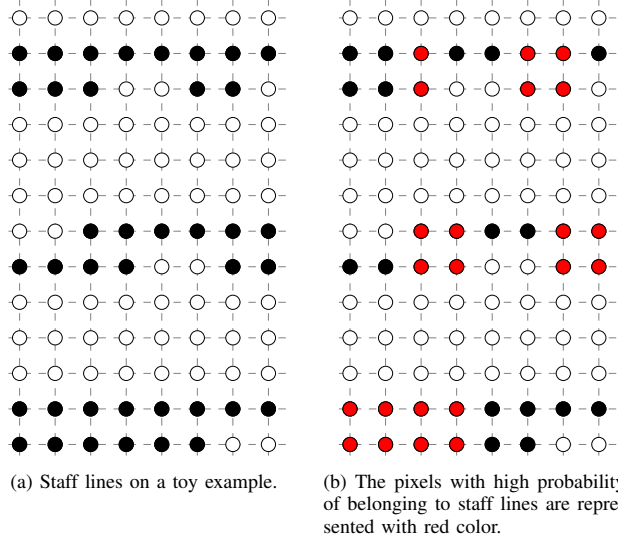 (a) Staff lines on a toy example.
(b) The pixels with high probability
of belonging to staff lines are repre
sented with red color.